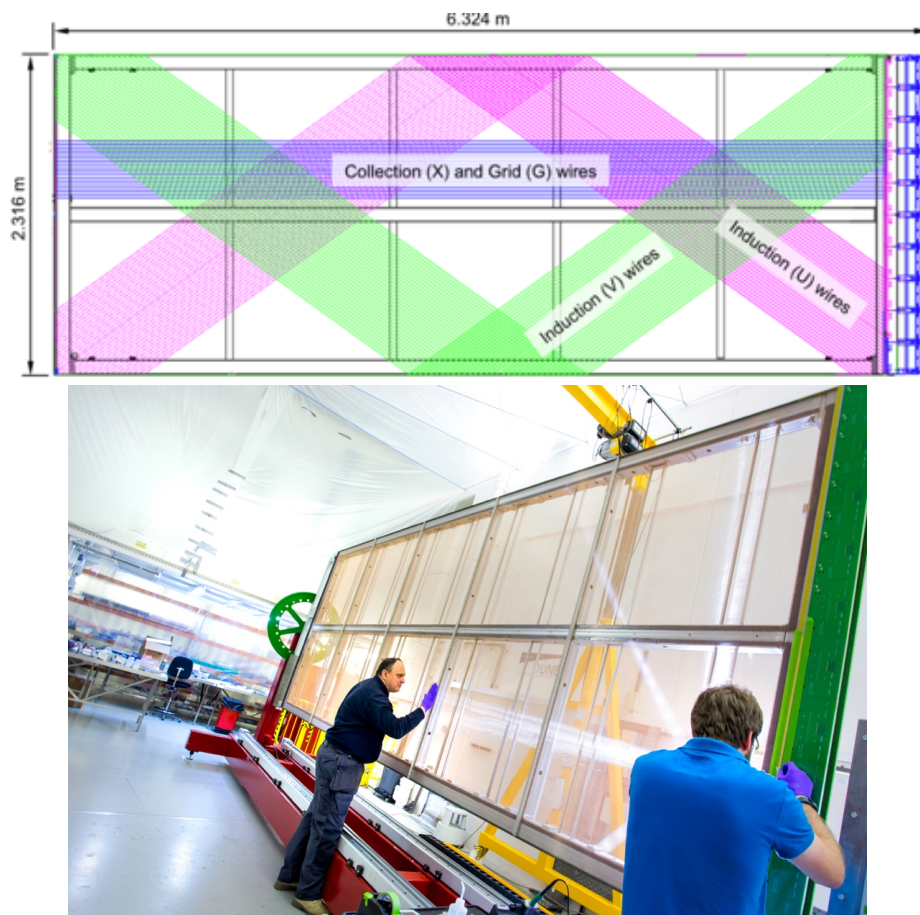 6.324 m
2.316 m
Collection (X) and Grid (G) wires
Induction (V) wires
Induction (U) wires
DUNE